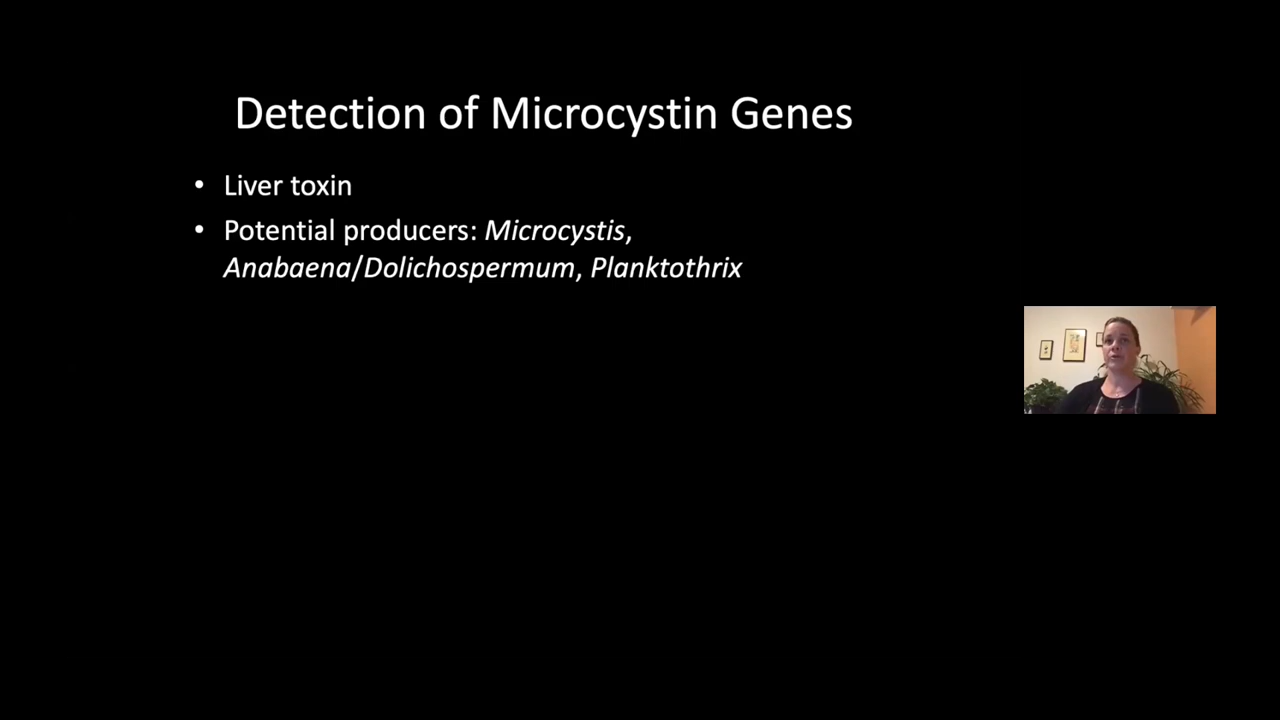 Detection of Microcystin Genes
• Liver toxin
• Potential producers: Microcystis,
Anabaena/Dolichospermum, Planktothrix